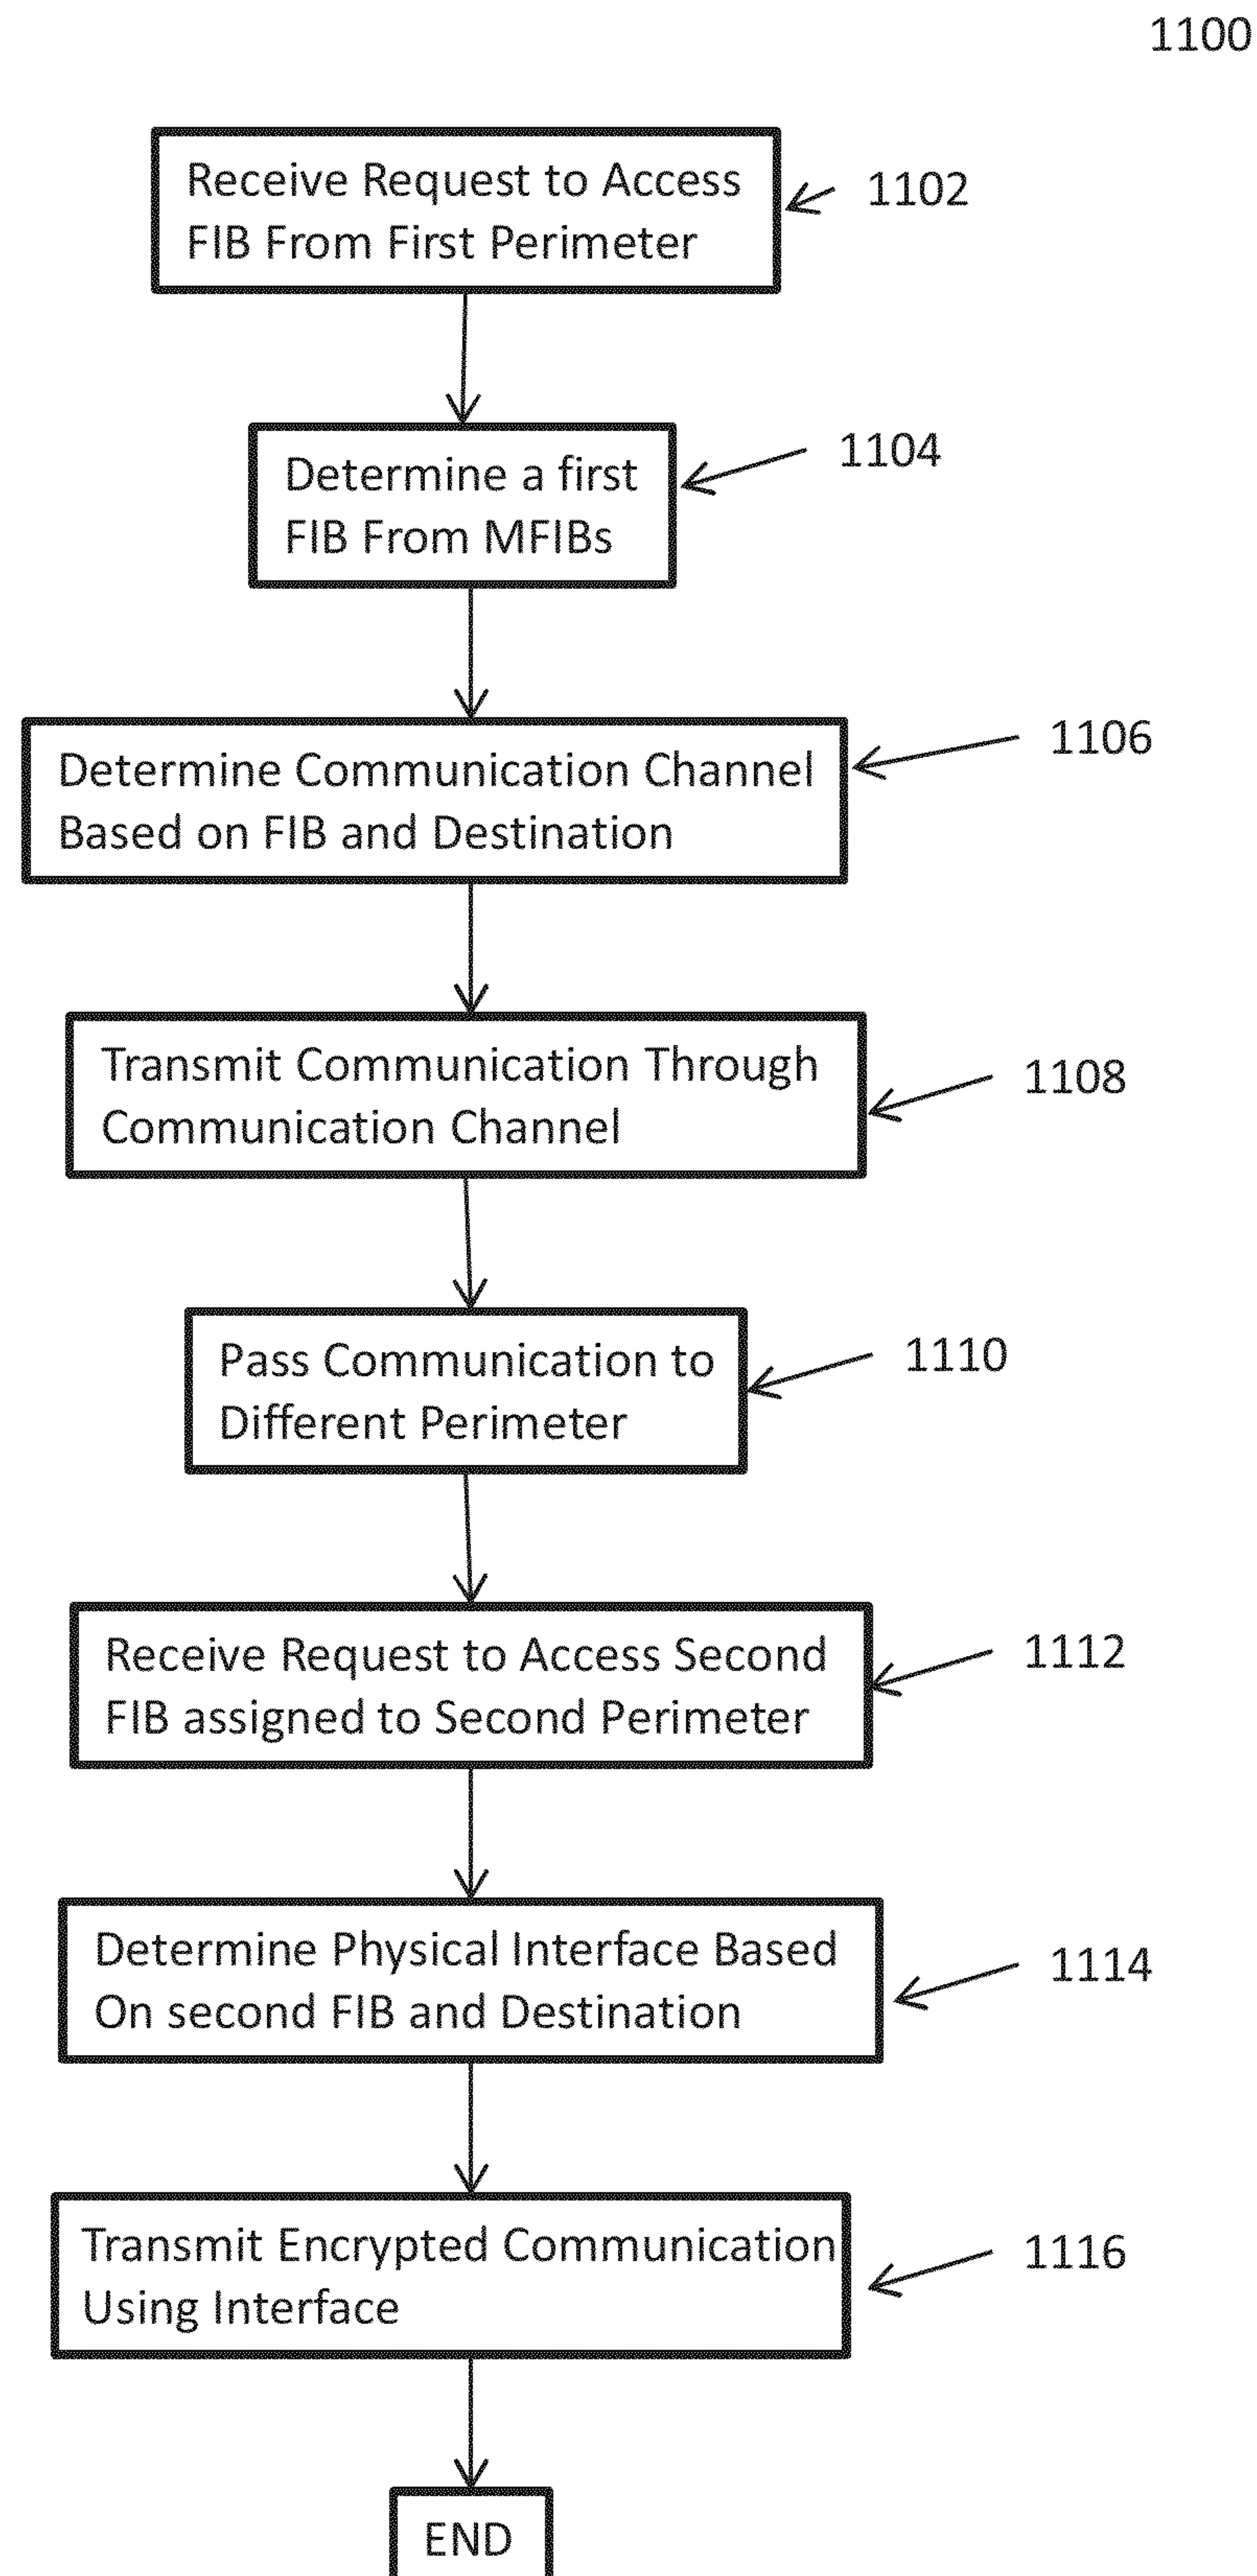 1100
Receive Request to Access
FIB From First Perimeter
1102
Determine a first
FIB From MFIBs
1104
Determine Communication Channel
Based on FIB and Destination
1106
Transmit Communication Through
Communication Channel
1108
Pass Communication to
Different Perimeter
1110
Receive Request to Access Second
FIB assigned to Second Perimeter
1112
Determine Physical Interface Based
On second FIB and Destination
1114
Transmit Encrypted Communication
Using Interface
1116
END